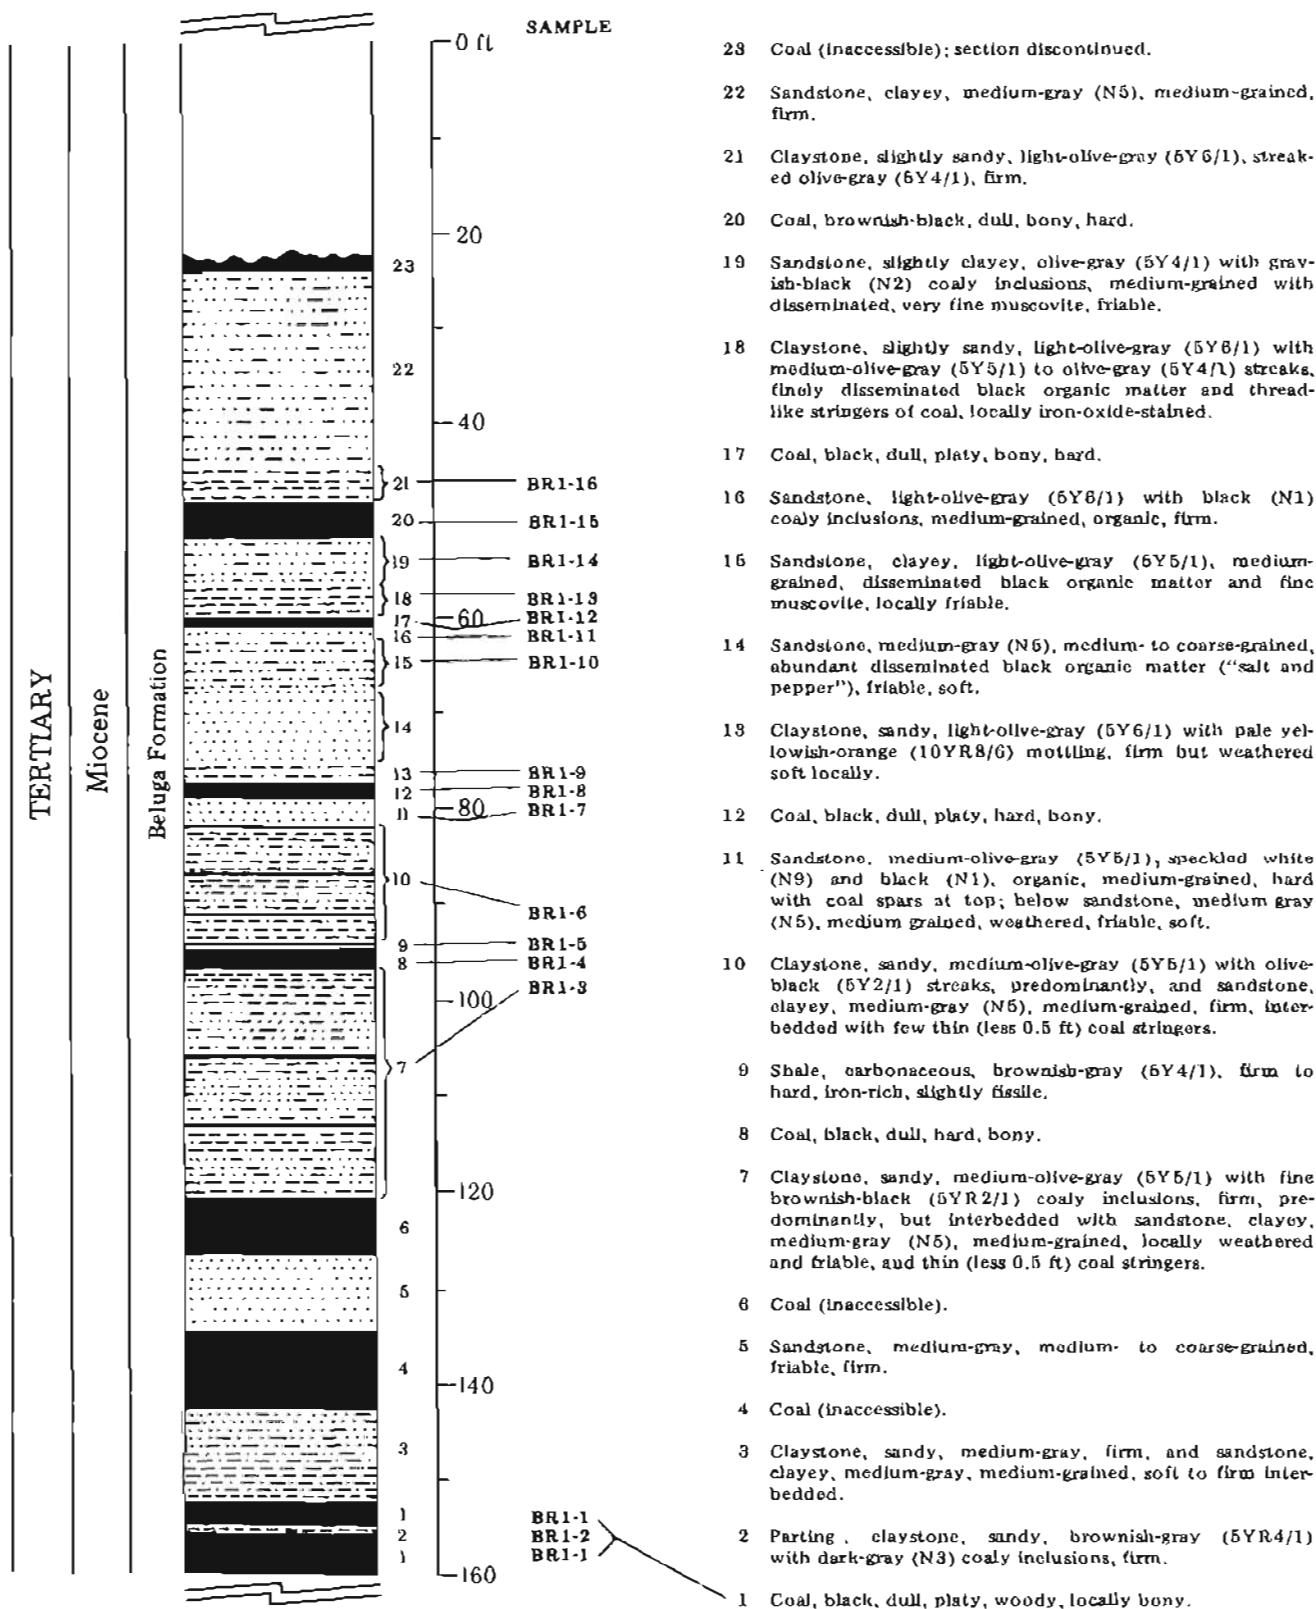 SAMPLE
0 ft
20
40
60
80
100
120
140
160
TERTIARY
Miocene
Beluga Formation
23
22
21
20
19
18
17
16
15
14
13
12
11
10
9
8
7
6
5
4
3
1
2
1
BR1-16
BR1-15
BR1-14
BR1-13
BR1-12
BR1-11
BR1-10
BR1-9
BR1-8
BR1-7
BR1-6
BR1-5
BR1-4
BR1-3
BR1-1
BR1-2
BR1-1
23 Coal (inaccessible); section discontinued.
22 Sandstone, clayey, medium-gray (N5), medium-grained,
firm.
21 Claystone, slightly sandy, light-olive-gray (5Y6/1), streak-
ed olive-gray (5Y4/1), firm.
20 Coal, brownish-black, dull, bony, hard.
19 Sandstone, slightly clayey, olive-gray (5Y4/1) with gray-
ish-black (N2) coaly inclusions, medium-grained with
disseminated, very fine muscovite, friable.
18 Claystone, slightly sandy, light-olive-gray (5Y6/1) with
medium-olive-gray (5Y5/1) to olive-gray (5Y4/1) streaks,
finely disseminated black organic matter and thread-
like stringers of coal, locally iron-oxide-stained.
17 Coal, black, dull, platy, bony, hard.
16 Sandstone, light-olive-gray (5Y6/1) with black (N1)
coaly inclusions, medium-grained, organic, firm.
15 Sandstone, clayey, light-olive-gray (5Y5/1), medium-
grained, disseminated black organic matter and fine
muscovite, locally friable.
14 Sandstone, medium-gray (N5), medium- to coarse-grained,
abundant disseminated black organic matter ("salt and
pepper"), friable, soft.
13 Claystone, sandy, light-olive-gray (5Y6/1) with pale yel-
lowish-orange (10YR8/6) mottling, firm but weathered
soft locally.
12 Coal, black, dull, platy, hard, bony.
11 Sandstone, medium-olive-gray (5Y5/1), speckled white
(N9) and black (N1), organic, medium-grained, hard
with coal spars at top; below sandstone, medium gray
(N5), medium grained, weathered, friable, soft.
10 Claystone, sandy, medium-olive-gray (5Y5/1) with olive-
black (5Y2/1) streaks, predominantly, and sandstone,
clayey, medium-gray (N5), medium-grained, firm, inter-
bedded with few thin (less 0.5 ft) coal stringers.
9 Shale, carbonaceous, brownish-gray (5Y4/1), firm to
hard, iron-rich, slightly fissile.
8 Coal, black, dull, hard, bony.
7 Claystone, sandy, medium-olive-gray (5Y5/1) with fine
brownish-black (5YR2/1) coaly inclusions, firm, pre-
dominantly, but interbedded with sandstone, clayey,
medium-gray (N5), medium-grained, locally weathered
and friable, and thin (less 0.5 ft) coal stringers.
6 Coal (inaccessible).
5 Sandstone, medium-gray, medium- to coarse-grained,
friable, firm.
4 Coal (inaccessible).
3 Claystone, sandy, medium-gray, firm, and sandstone,
clayey, medium-gray, medium-grained, soft to firm inter-
bedded.
2 Parting, claystone, sandy, brownish-gray (5YR4/1)
with dark-gray (N3) coaly inclusions, firm.
1 Coal, black, dull, platy, woody, locally bony.